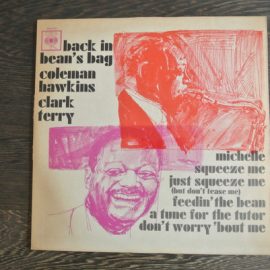 CBS
back in
bean's bag
coleman
hawkins
clark
terry
michelle
squeeze me
just squeeze me
(but don't tease me)
feedin' the bean
a tune for the tutor
don't worry 'bout me